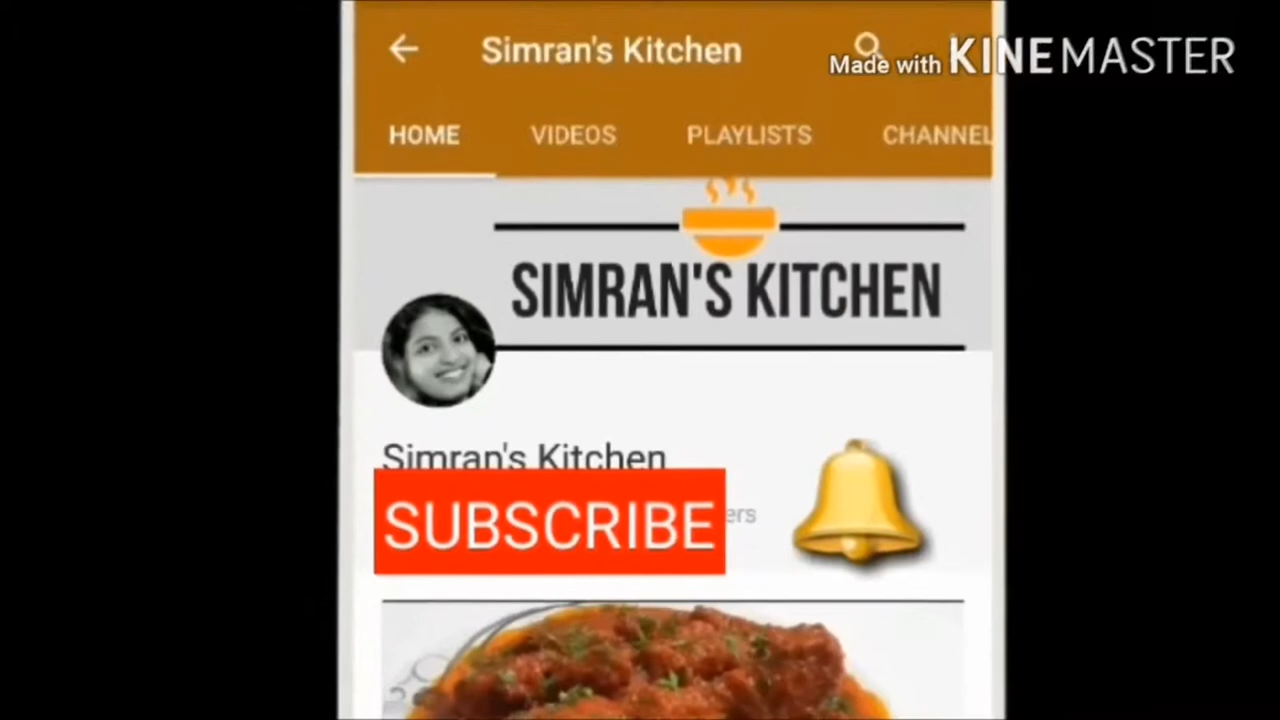 Simran's Kitchen
Made with KINEMASTER
HOME VIDEOS PLAYLISTS CHANNEL
SIMRAN'S KITCHEN
Simran's Kitchen
SUBSCRIBE